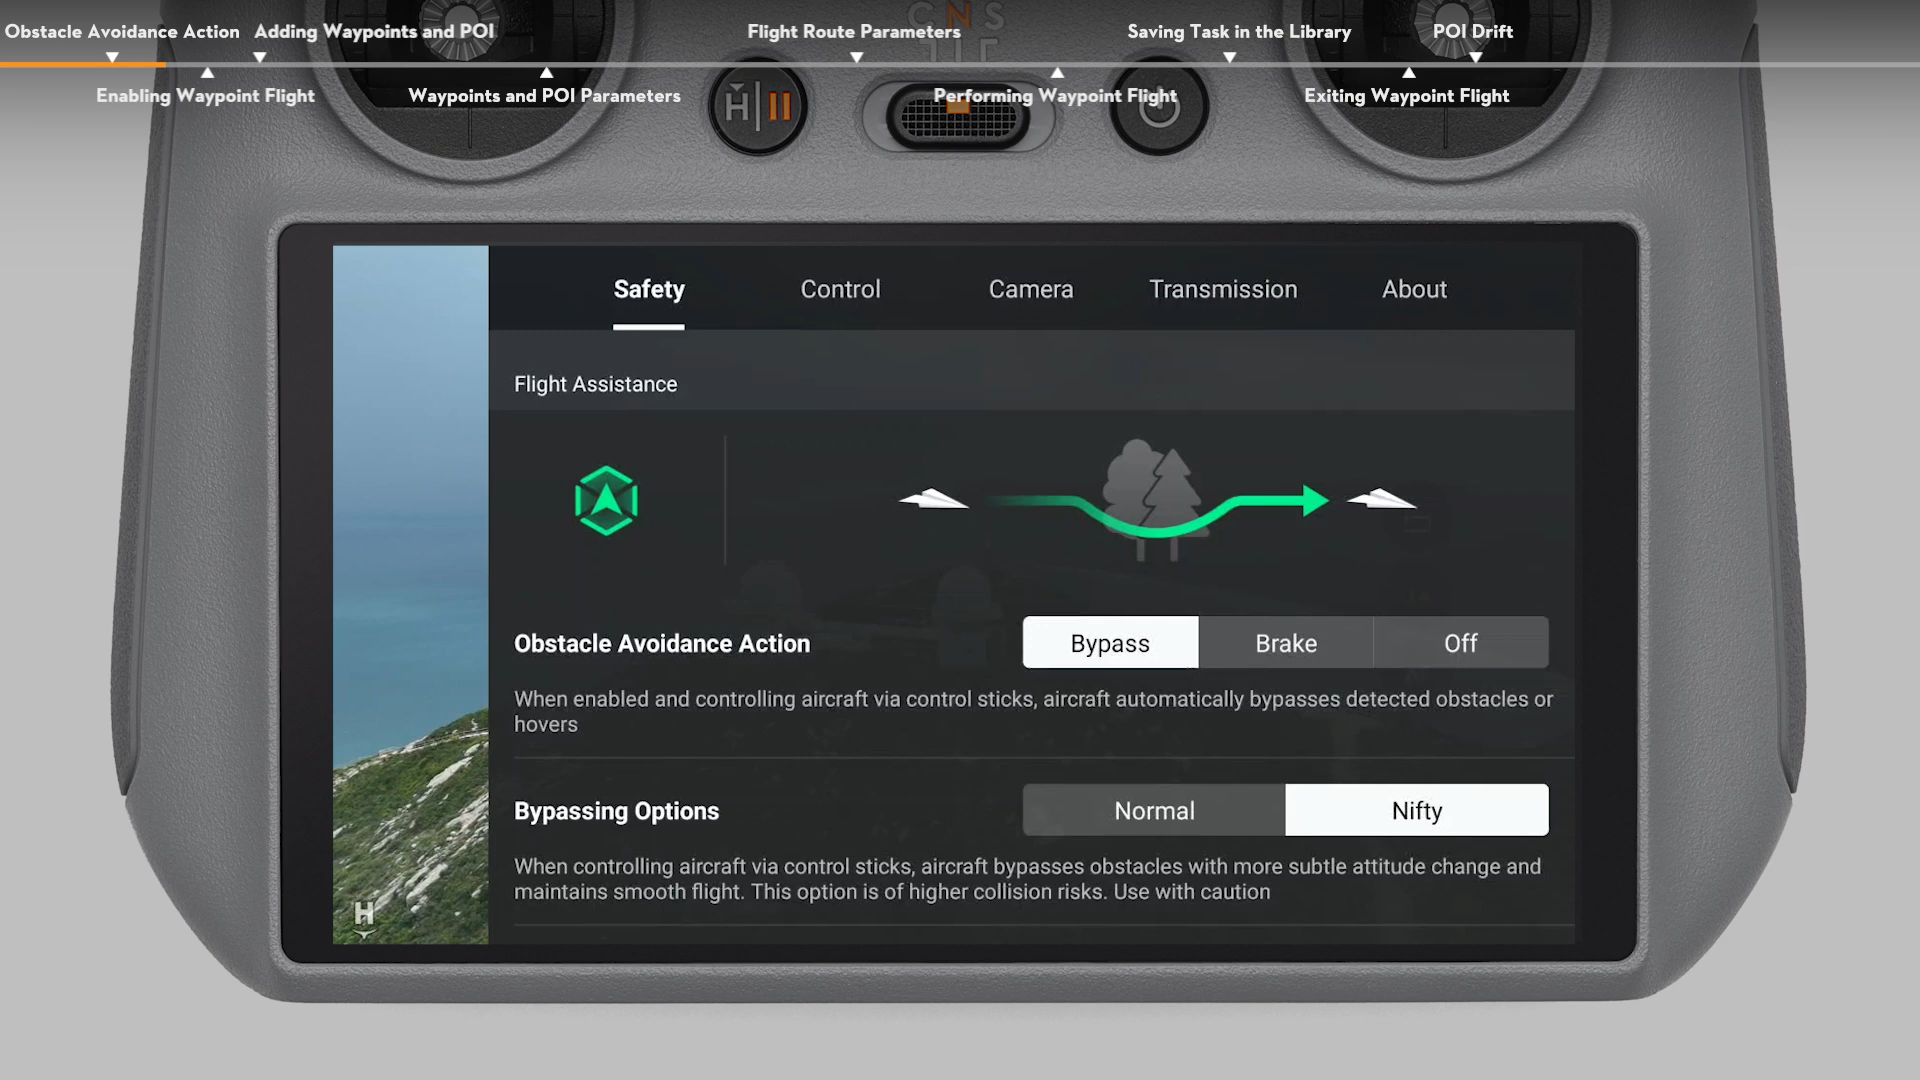 Obstacle Avoidance Action
Adding Waypoints and POI
Flight Route Parameters
Saving Task in the Library
POI Drift
Enabling Waypoint Flight
Waypoints and POI Parameters
Performing Waypoint Flight
Exiting Waypoint Flight
C N S
H
Safety
Control
Camera
Transmission
About
Flight Assistance
Obstacle Avoidance Action
Bypass
Brake
Off
When enabled and controlling aircraft via control sticks, aircraft automatically bypasses detected obstacles or
hovers
Bypassing Options
Normal
Nifty
When controlling aircraft via control sticks, aircraft bypasses obstacles with more subtle attitude change and
maintains smooth flight. This option is of higher collision risks. Use with caution
H